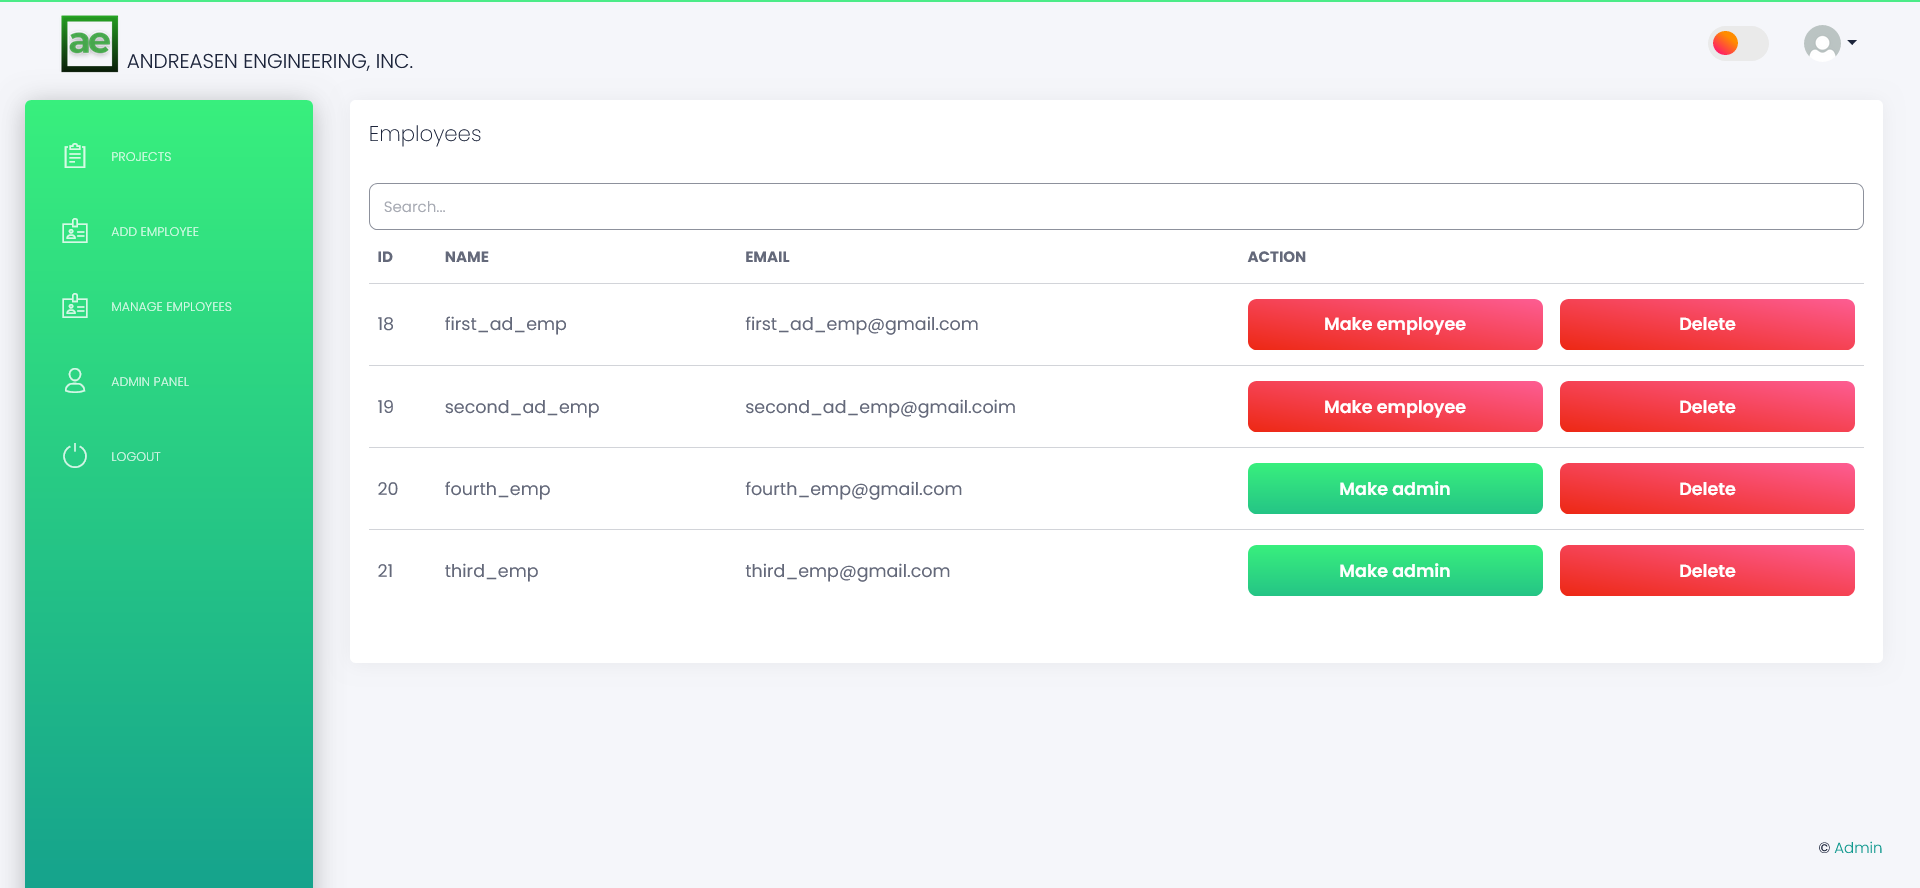 ae
ANDREASEN ENGINEERING, INC.
PROJECTS
ADD EMPLOYEE
MANAGE EMPLOYEES
ADMIN PANEL
LOGOUT
Employees
Search...
ID NAME EMAIL ACTION
18 first_ad_emp first_ad_emp@gmail.com Make employee Delete
19 second_ad_emp second_ad_emp@gmail.coim Make employee Delete
20 fourth_emp fourth_emp@gmail.com Make admin Delete
21 third_emp third_emp@gmail.com Make admin Delete
© Admin